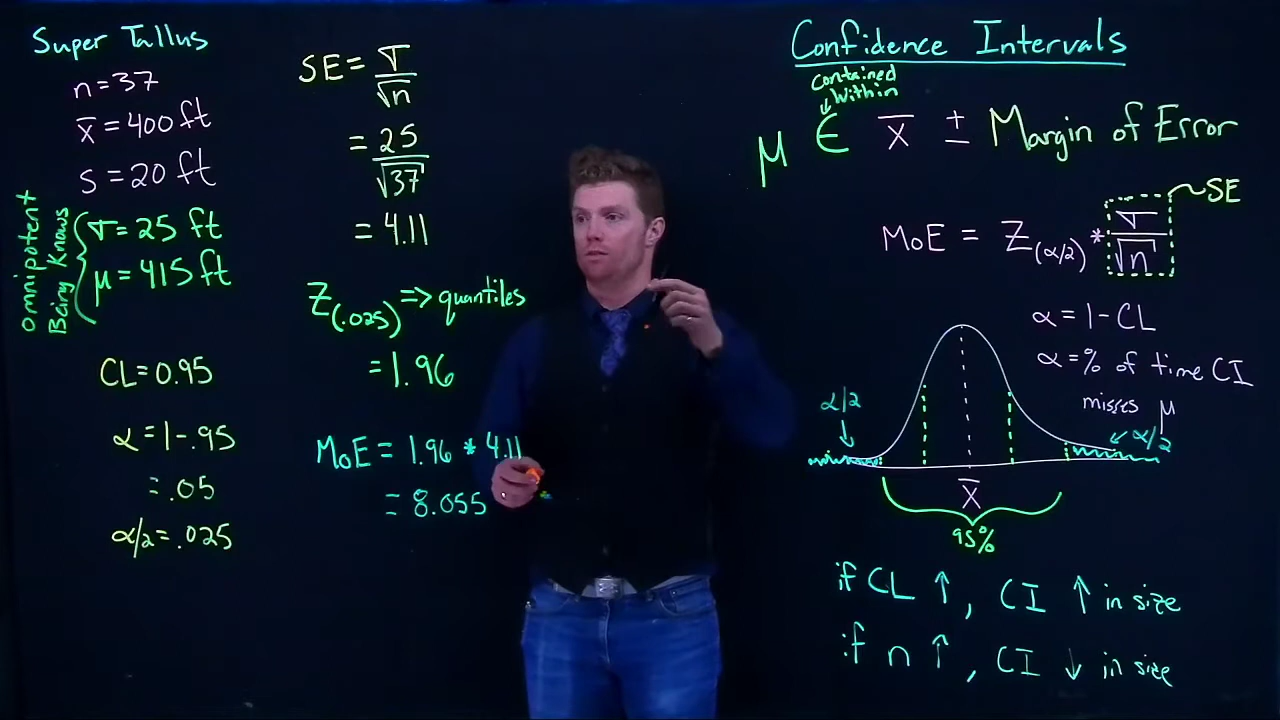 Super Tallus
n = 37
x̄ = 400 ft
s = 20 ft
Omnipotent
Being Knows
σ = 25 ft
μ = 415 ft
CL = 0.95
α = 1 - .95
= .05
α/2 = .025
SE = σ/√n
= 25/√37
= 4.11
Z(.025) => quantiles
= 1.96
MoE = 1.96 * 4.11
= 8.055
Confidence Intervals
Contained
Within
μ ∈ x̄ ± Margin of Error
SE
MoE = Z(α/2) * σ/√n
α = 1 - CL
α = % of time CI
misses μ
α/2
α/2
x̄
95%
if CL ↑, CI ↑ in size
if n ↑, CI ↓ in size